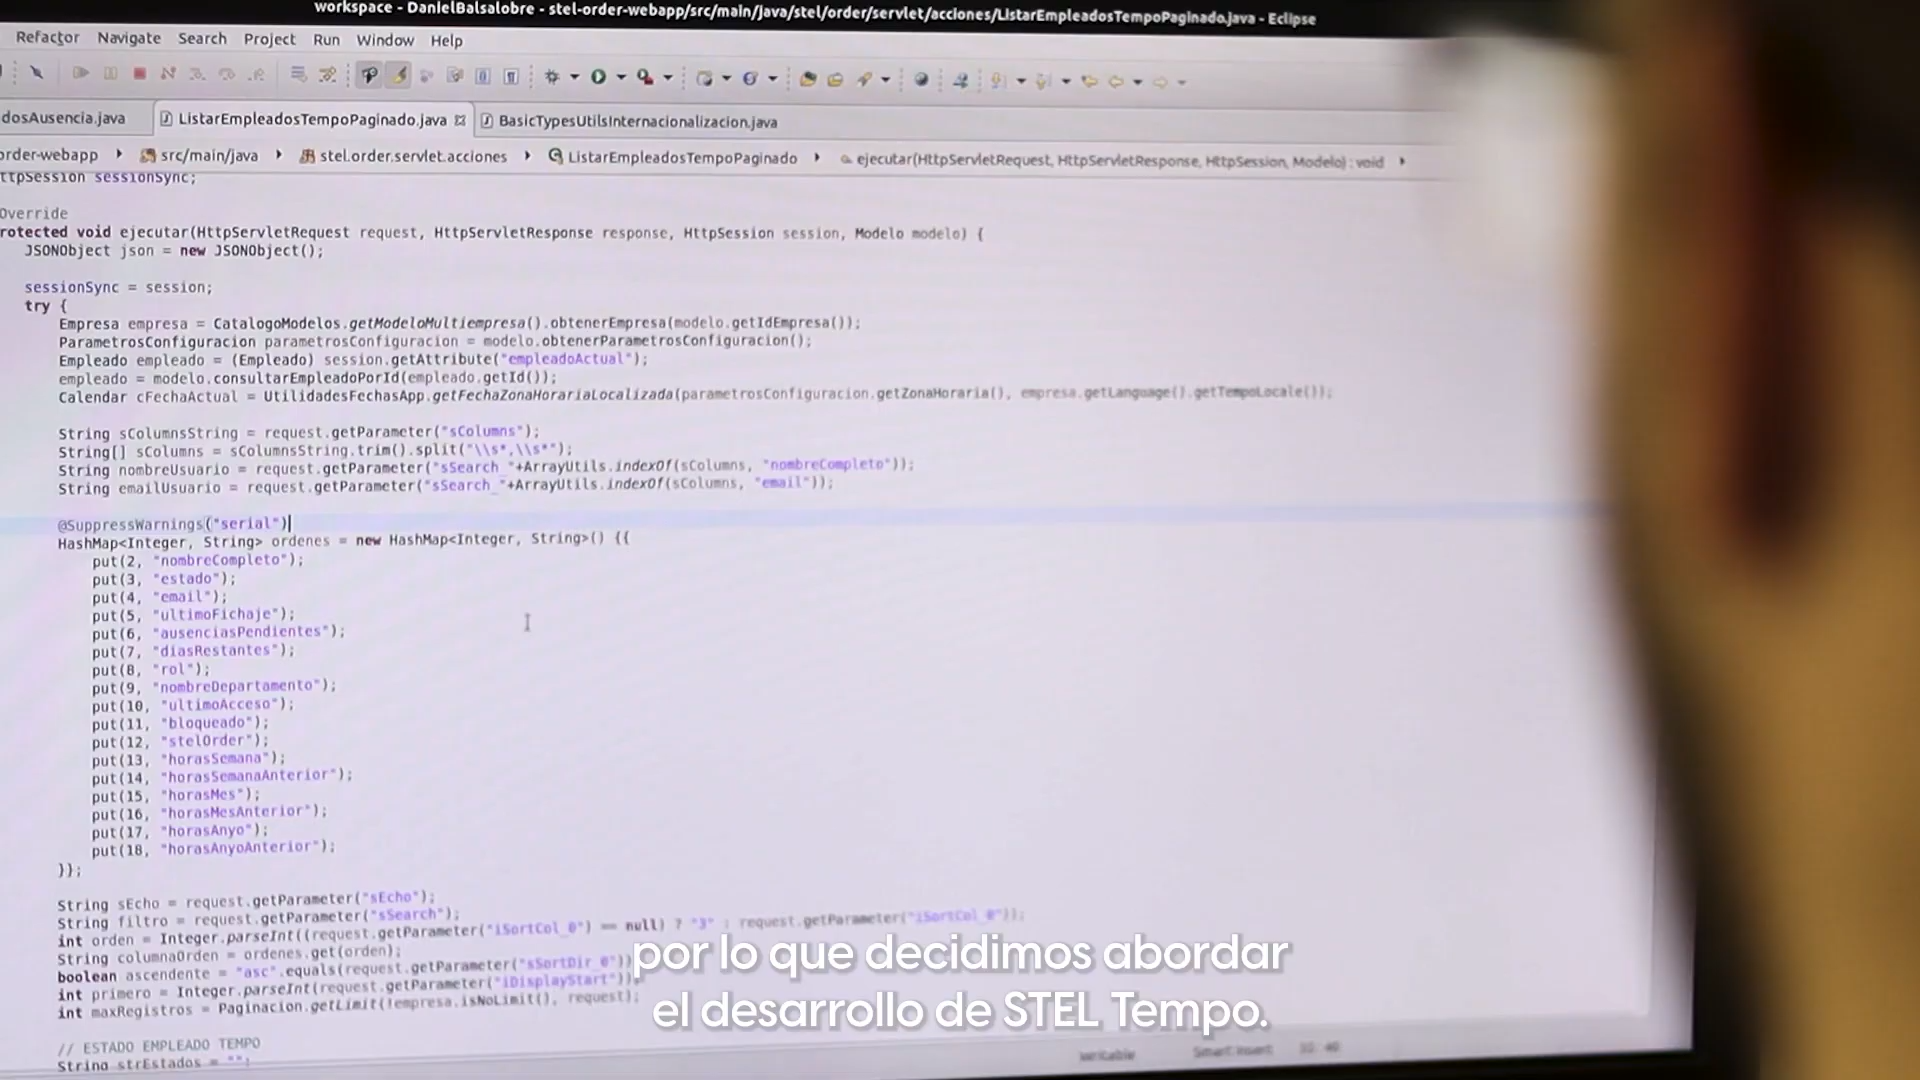 workspace - DanielBalsalobre - stel-order-webapp/src/main/java/stel/order/servlet/acciones/ListarEmpleadosTempoPaginado.java - Eclipse
Refactor Navigate Search Project Run Window Help
dosAusencia.java ListarEmpleadosTempoPaginado.java BasicTypesUtilsInternacionalizacion.java
order-webapp src/main/java stel.order.servlet.acciones ListarEmpleadosTempoPaginado ejecutar(HttpServletRequest, HttpServletResponse, HttpSession, Modelo) : void
ttpSession sessionSync;
Override
rotected void ejecutar(HttpServletRequest request, HttpServletResponse response, HttpSession session, Modelo modelo) {
JSONObject json = new JSONObject();
sessionSync = session;
try {
Empresa empresa = CatalogoModelos.getModeloMultiempresa().obtenerEmpresa(modelo.getIdEmpresa());
ParametrosConfiguracion parametrosConfiguracion = modelo.obtenerParametrosConfiguracion();
Empleado empleado = (Empleado) session.getAttribute("empleadoActual");
empleado = modelo.consultarEmpleadoPorId(empleado.getId());
Calendar cFechaActual = UtilidadesFechasApp.getFechaZonaHorariaLocalizada(parametrosConfiguracion.getZonaHoraria(), empresa.getLanguage().getTempoLocale());
String sColumnsString = request.getParameter("sColumns");
String[] sColumns = sColumnsString.trim().split("\\s*,\\s*");
String nombreUsuario = request.getParameter("sSearch_"+ArrayUtils.indexOf(sColumns, "nombreCompleto"));
String emailUsuario = request.getParameter("sSearch_"+ArrayUtils.indexOf(sColumns, "email"));
@SuppressWarnings("serial")
HashMap<Integer, String> ordenes = new HashMap<Integer, String>() {{
put(2, "nombreCompleto");
put(3, "estado");
put(4, "email");
put(5, "ultimoFichaje");
put(6, "ausenciasPendientes");
put(7, "diasRestantes");
put(8, "rol");
put(9, "nombreDepartamento");
put(10, "ultimoAcceso");
put(11, "bloqueado");
put(12, "stelOrder");
put(13, "horasSemana");
put(14, "horasSemanaAnterior");
put(15, "horasMes");
put(16, "horasMesAnterior");
put(17, "horasAnyo");
put(18, "horasAnyoAnterior");
}};
String sEcho = request.getParameter("sEcho");
String filtro = request.getParameter("sSearch");
int orden = Integer.parseInt((request.getParameter("iSortCol_0") == null) ? "3" : request.getParameter("iSortCol_0"));
String columnaOrden = ordenes.get(orden);
boolean ascendente = "asc".equals(request.getParameter("sSortDir_0"))
int primero = Integer.parseInt(request.getParameter("iDisplayStart"));
int maxRegistros = Paginacion.getLimit(!empresa.isNoLimit(), request);
// ESTADO EMPLEADO TEMPO
String strEstados = "";
por lo que decidimos abordar
el desarrollo de STEL Tempo.
Writable Smart Insert